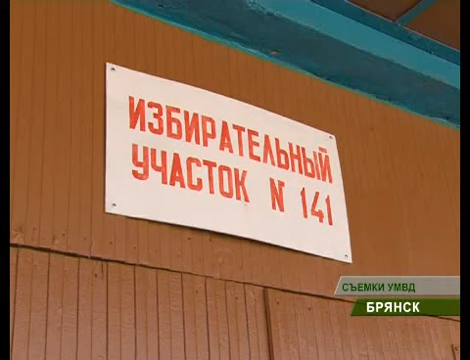 ИЗБИРАТЕЛЬНЫЙ
УЧАСТОК N 141
СЪЕМКИ УМВД
БРЯНСК